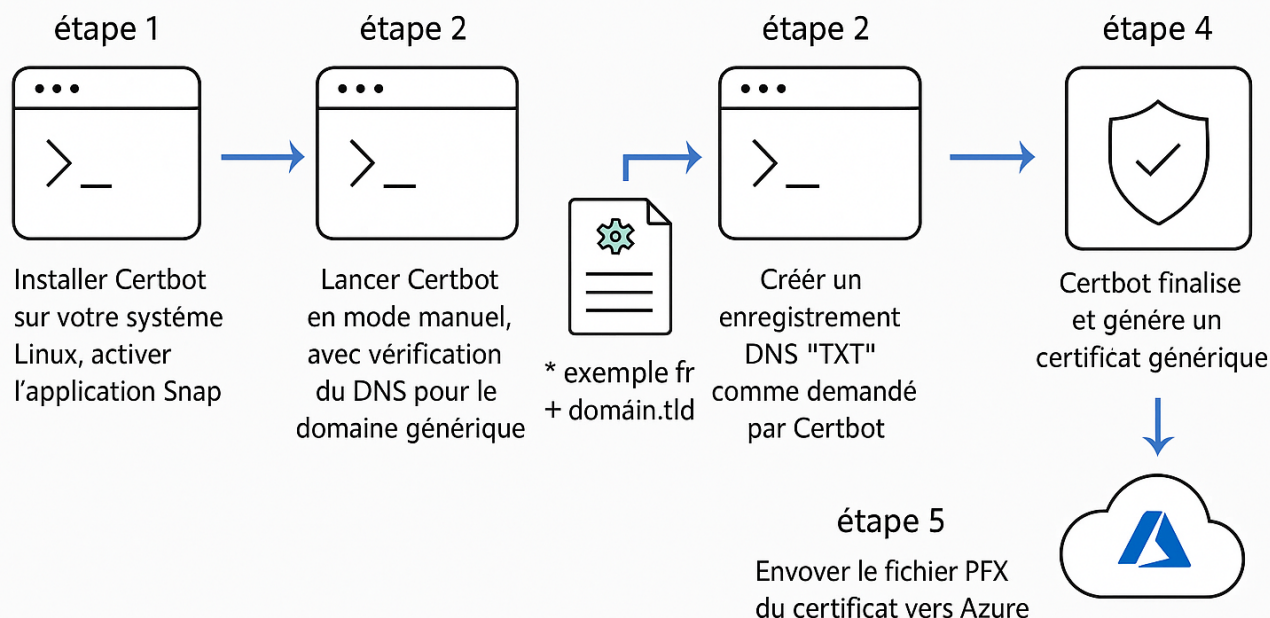 étape 1
Installer Certbot
sur votre systéme
Linux, activer
l'application Snap
étape 2
Lancer Certbot
en mode manuel,
avec vérification
du DNS pour le
domaine générique
* exemple fr
+ domáin.tld
étape 2
Créér un
enregistrement
DNS "TXT"
comme demandé
par Certbot
étape 4
Certbot finalise
et génére un
certificat générique
étape 5
Envover le fichier PFX
du certificat vers Azure